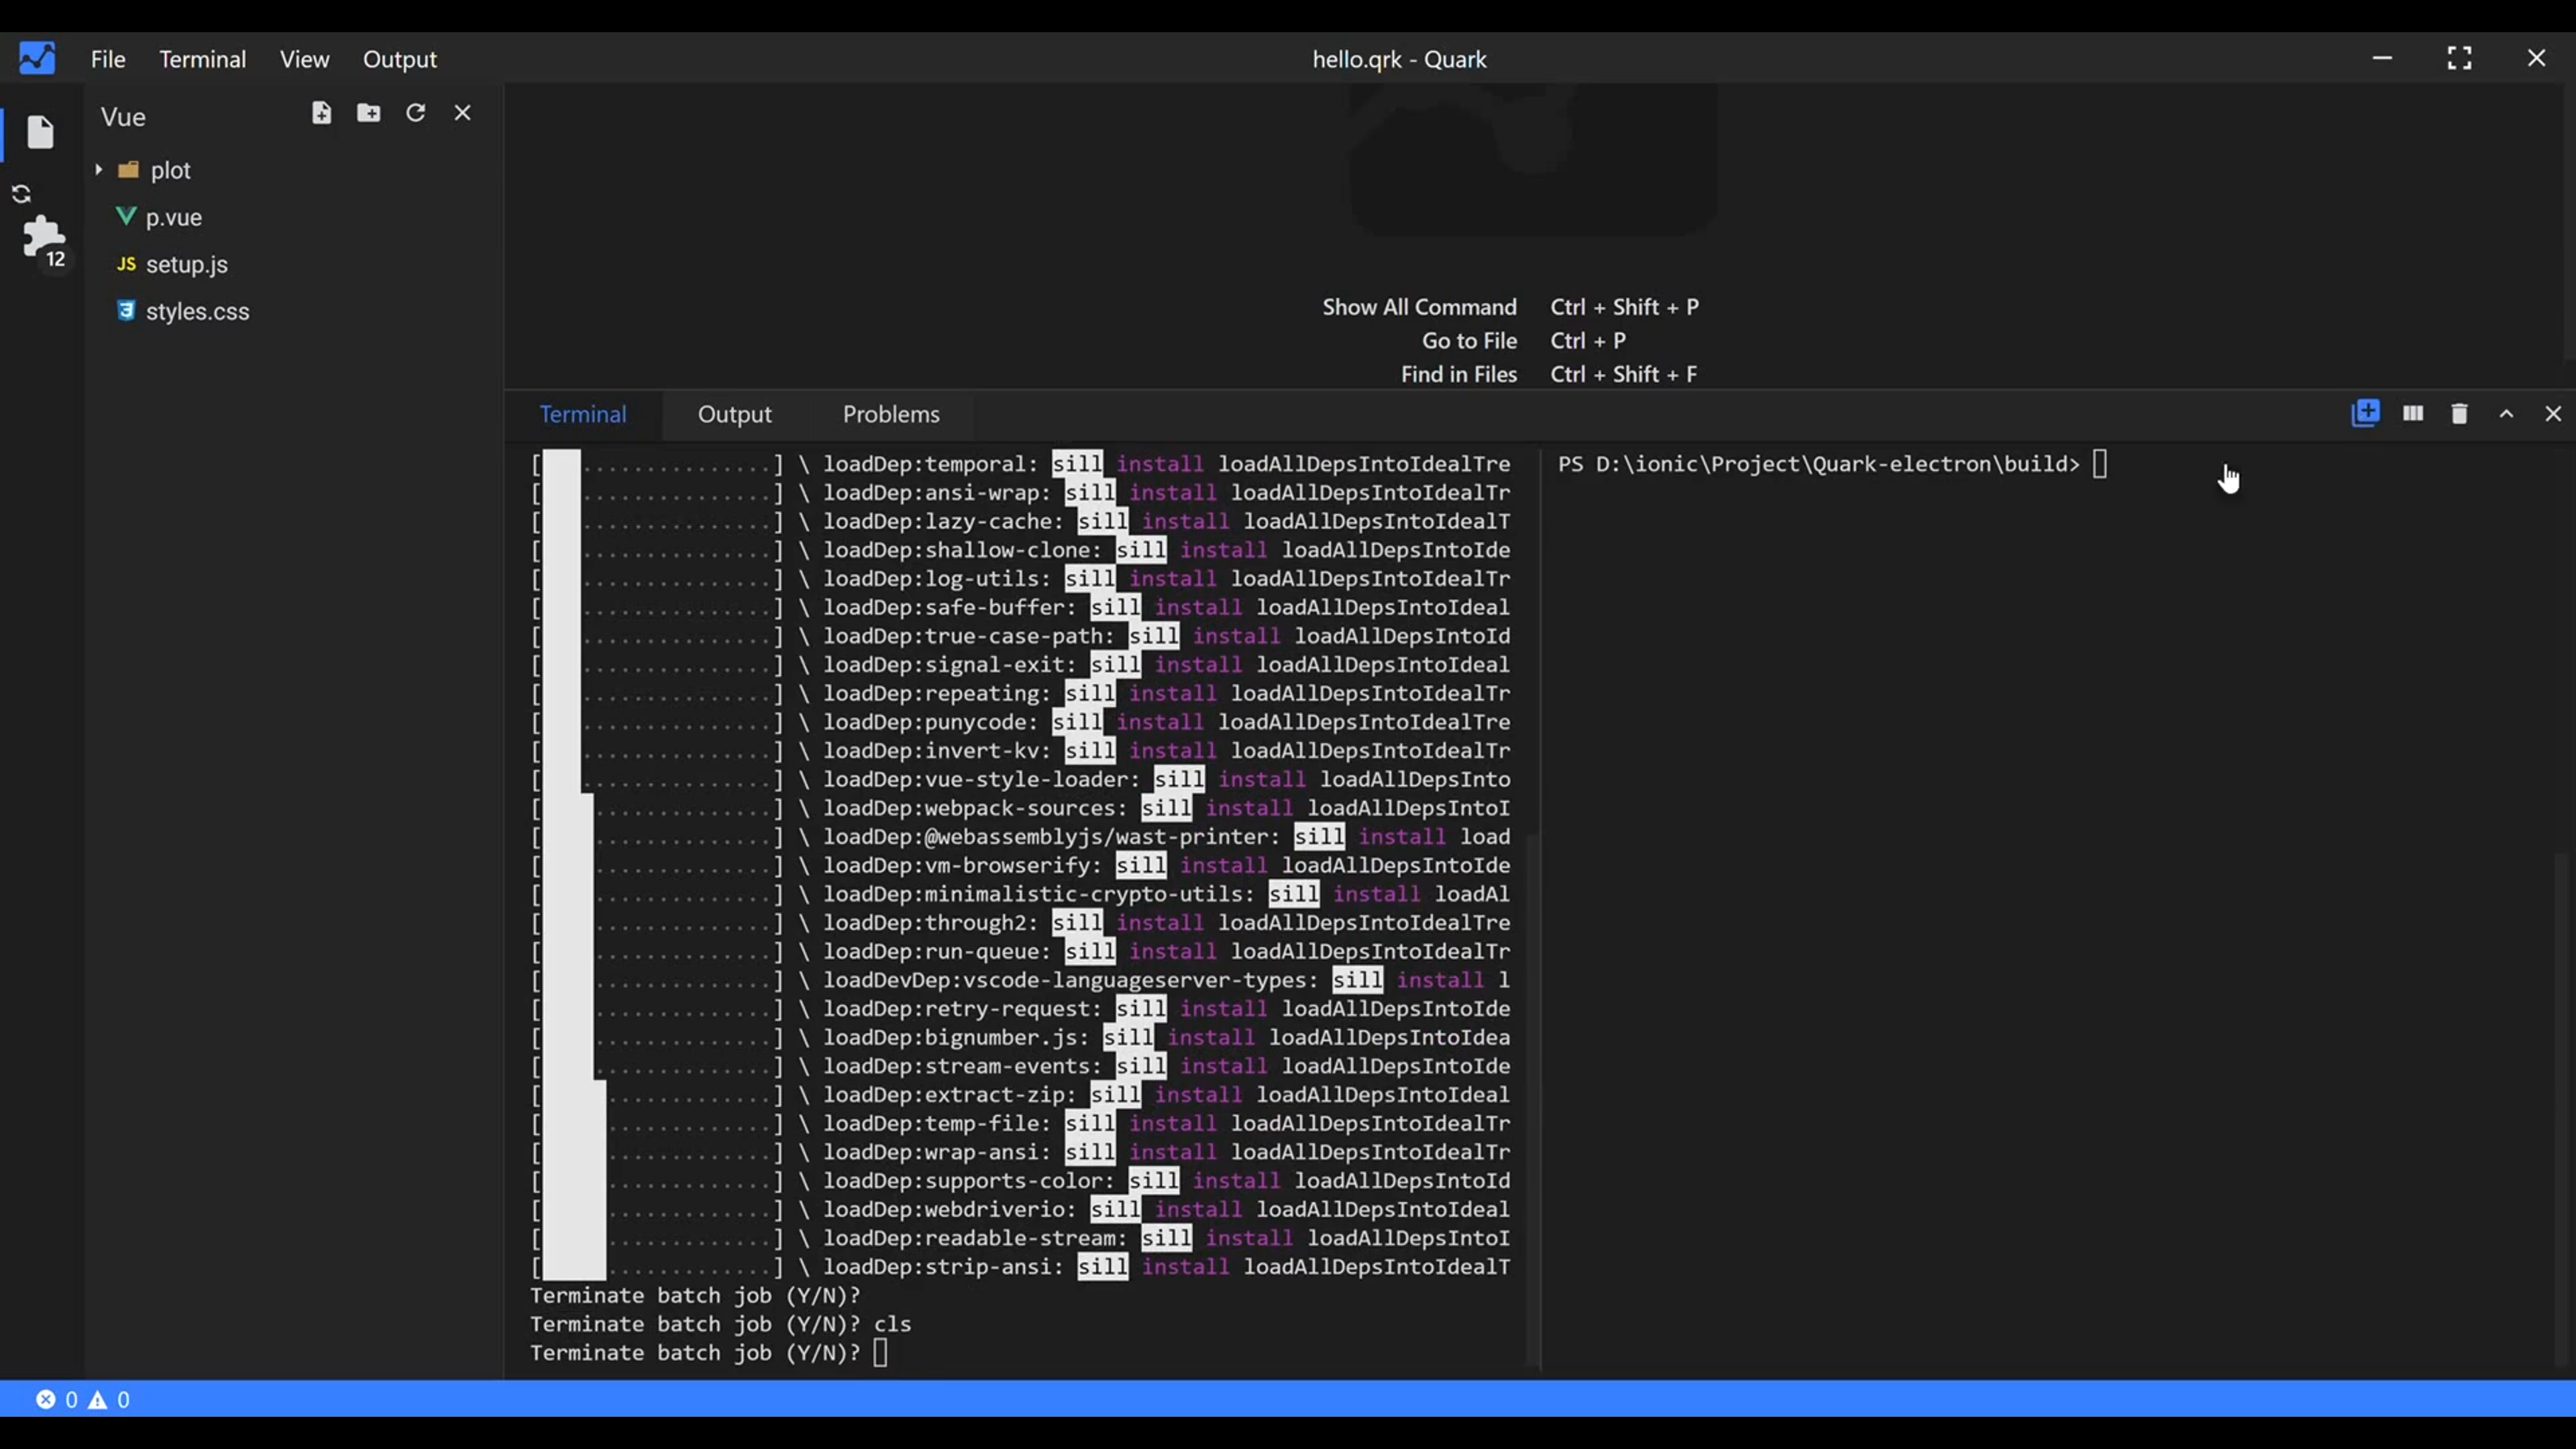 File Terminal View Output hello.qrk - Quark
Vue
plot
p.vue
12
JS setup.js
3 styles.css
Show All Command Ctrl + Shift + P
Go to File Ctrl + P
Find in Files Ctrl + Shift + F
Terminal Output Problems
[ ...............] \ loadDep:temporal: sill install loadAllDepsIntoIdealTre
[ ...............] \ loadDep:ansi-wrap: sill install loadAllDepsIntoIdealTr
[ ...............] \ loadDep:lazy-cache: sill install loadAllDepsIntoIdealT
[ ...............] \ loadDep:shallow-clone: sill install loadAllDepsIntoIde
[ ...............] \ loadDep:log-utils: sill install loadAllDepsIntoIdealTr
[ ...............] \ loadDep:safe-buffer: sill install loadAllDepsIntoIdeal
[ ...............] \ loadDep:true-case-path: sill install loadAllDepsIntoId
[ ...............] \ loadDep:signal-exit: sill install loadAllDepsIntoIdeal
[ ...............] \ loadDep:repeating: sill install loadAllDepsIntoIdealTr
[ ...............] \ loadDep:punycode: sill install loadAllDepsIntoIdealTre
[ ...............] \ loadDep:invert-kv: sill install loadAllDepsIntoIdealTr
[ ...............] \ loadDep:vue-style-loader: sill install loadAllDepsInto
[ ..............] \ loadDep:webpack-sources: sill install loadAllDepsIntoI
[ ..............] \ loadDep:@webassemblyjs/wast-printer: sill install load
[ ..............] \ loadDep:vm-browserify: sill install loadAllDepsIntoIde
[ ..............] \ loadDep:minimalistic-crypto-utils: sill install loadAl
[ ..............] \ loadDep:through2: sill install loadAllDepsIntoIdealTre
[ ..............] \ loadDep:run-queue: sill install loadAllDepsIntoIdealTr
[ ..............] \ loadDevDep:vscode-languageserver-types: sill install l
[ ..............] \ loadDep:retry-request: sill install loadAllDepsIntoIde
[ ..............] \ loadDep:bignumber.js: sill install loadAllDepsIntoIdea
[ ..............] \ loadDep:stream-events: sill install loadAllDepsIntoIde
[ .............] \ loadDep:extract-zip: sill install loadAllDepsIntoIdeal
[ .............] \ loadDep:temp-file: sill install loadAllDepsIntoIdealTr
[ .............] \ loadDep:wrap-ansi: sill install loadAllDepsIntoIdealTr
[ .............] \ loadDep:supports-color: sill install loadAllDepsIntoId
[ .............] \ loadDep:webdriverio: sill install loadAllDepsIntoIdeal
[ .............] \ loadDep:readable-stream: sill install loadAllDepsIntoI
[ .............] \ loadDep:strip-ansi: sill install loadAllDepsIntoIdealT
Terminate batch job (Y/N)?
Terminate batch job (Y/N)? cls
Terminate batch job (Y/N)?
PS D:\ionic\Project\Quark-electron\build>
0 0